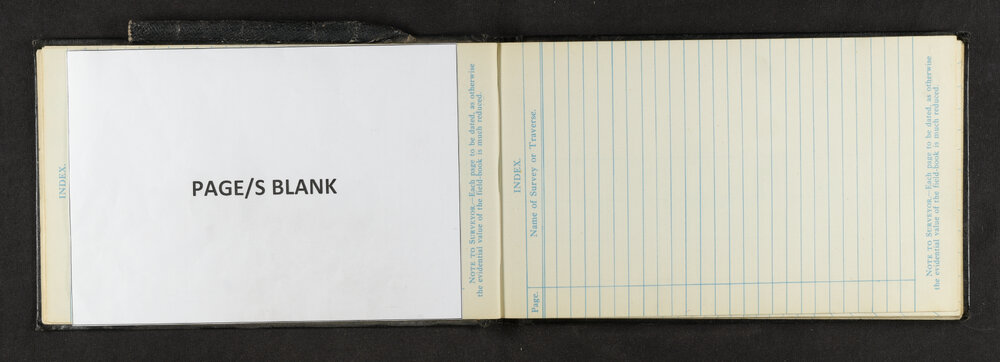 INDEX.
PAGE/S BLANK
NOTE TO SURVEYOR.—Each page to be dated, as otherwise
the evidential value of the field-book is much reduced.
INDEX.
Page.
Name of Survey or Traverse.
NOTE TO SURVEYOR.—Each page to be dated, as otherwise
the evidential value of the field-book is much reduced.